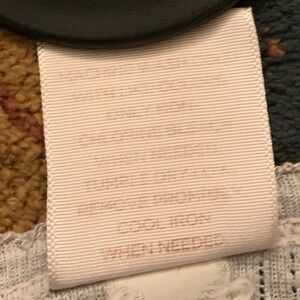 MACHINE WASH COLD
WITH LIKE COLORS
ONLY NON-
CHLORINE BLEACH
WHEN NEEDED
TUMBLE DRY LOW
REMOVE PROMPTLY
COOL IRON
WHEN NEEDED